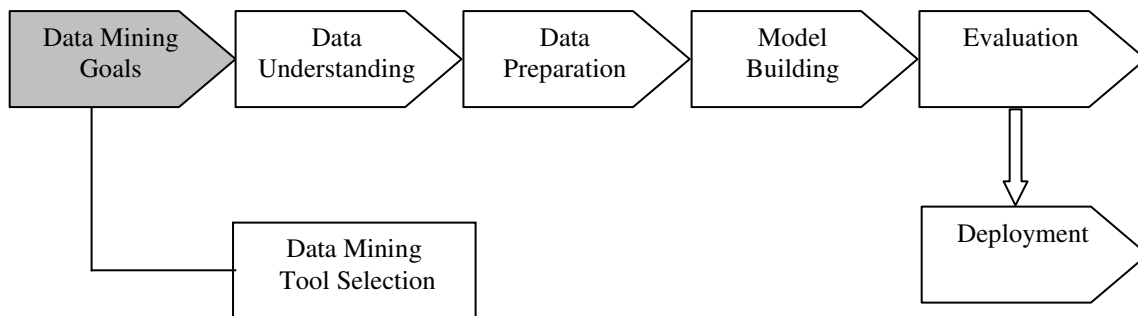 Data Mining
Goals
Data
Understanding
Data
Preparation
Model
Building
Evaluation
Deployment
Data Mining
Tool Selection